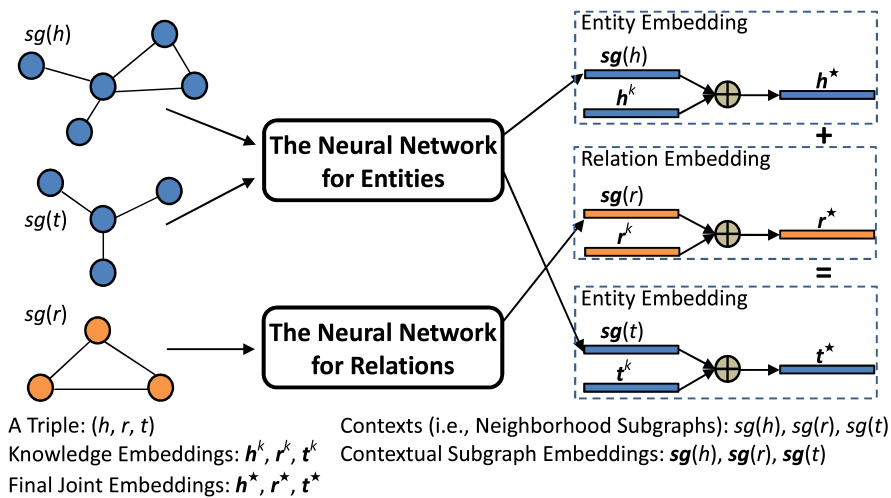 sg(h)
sg(t)
sg(r)
The Neural Network
for Entities
The Neural Network
for Relations
Entity Embedding
sg(h)
h^k
h★
+
Relation Embedding
sg(r)
r^k
r★
=
Entity Embedding
sg(t)
t^k
t★
A Triple: (h, r, t)
Knowledge Embeddings: h^k, r^k, t^k
Final Joint Embeddings: h★, r★, t★
Contexts (i.e., Neighborhood Subgraphs): sg(h), sg(r), sg(t)
Contextual Subgraph Embeddings: sg(h), sg(r), sg(t)